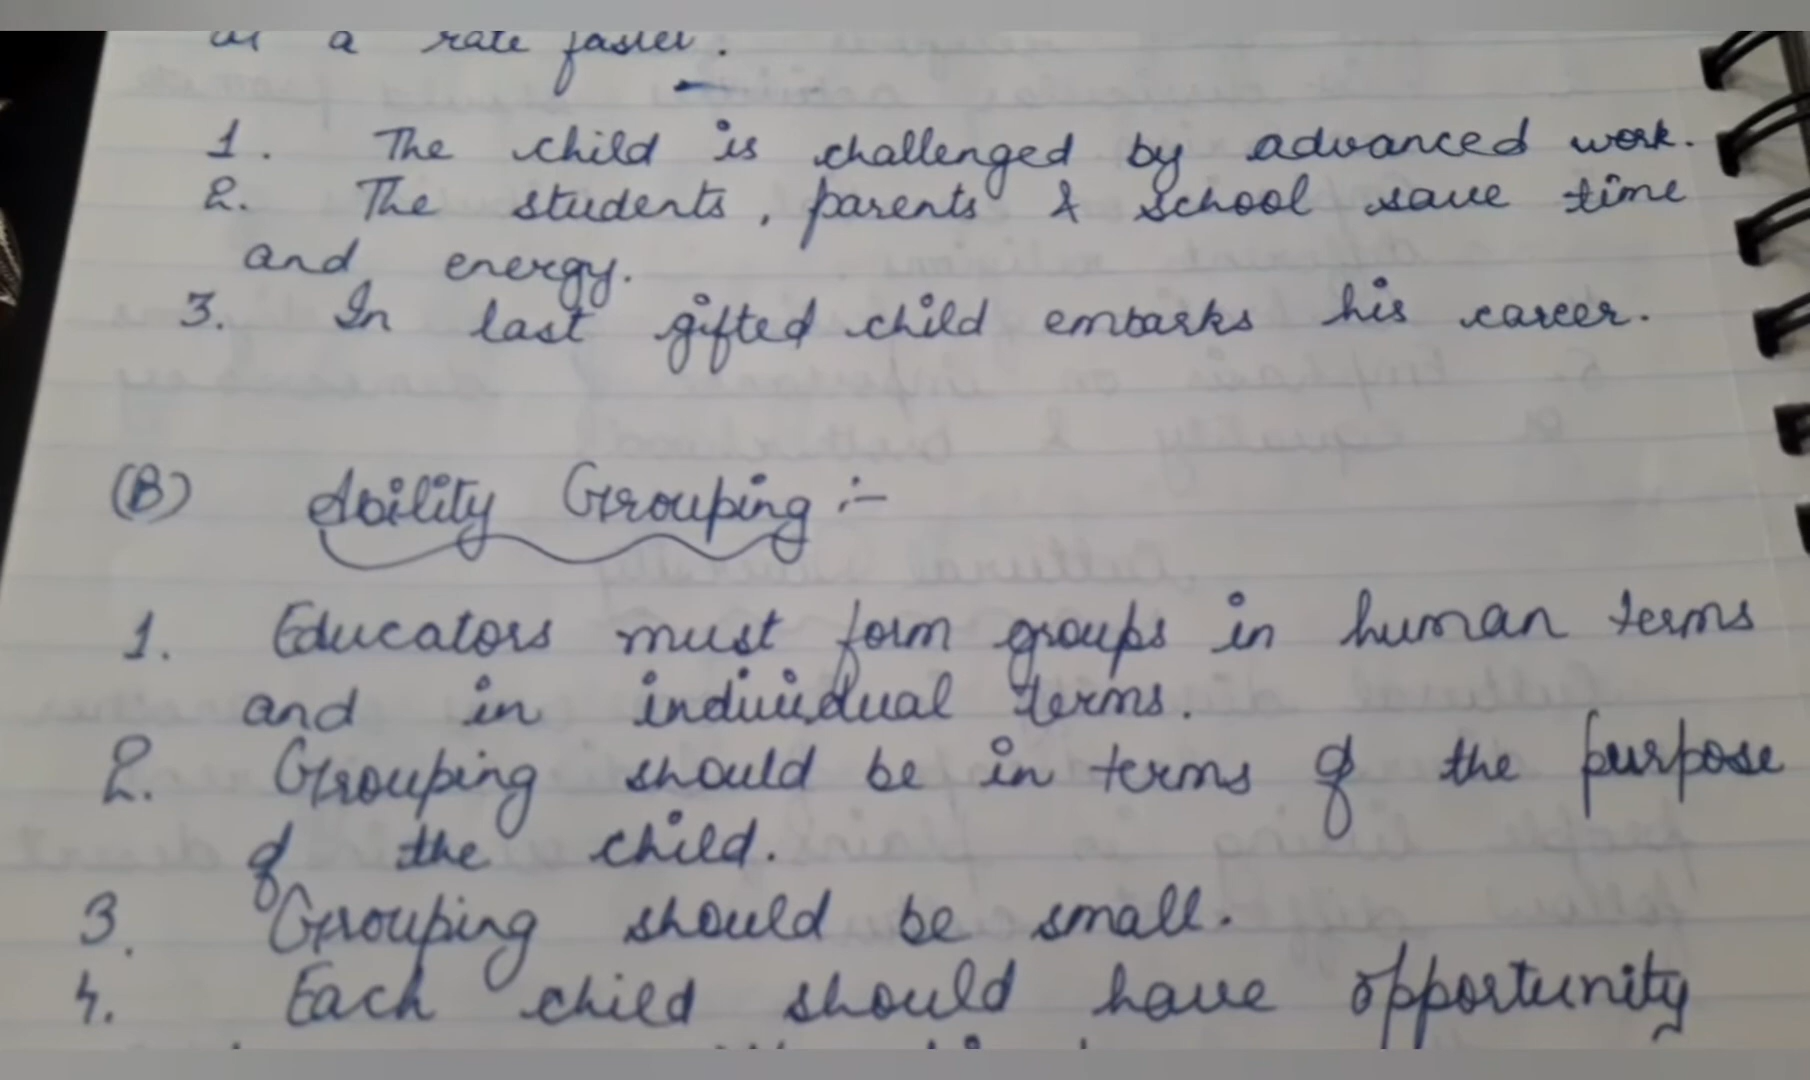 at a rate faster.
1. The child is challenged by advanced work.
2. The students, parents & school save time
and energy.
3. In last gifted child embarks his career.
(B) Ability Grouping :-
1. Educators must form groups in human terms
and in individual terms.
2. Grouping should be in terms of the purpose
of the child.
3. Grouping should be small.
4. Each child should have opportunity